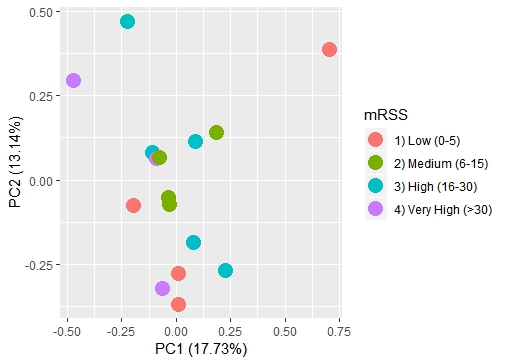 0.50
0.25
0.00
-0.25
PC2 (13.14%)
-0.50
-0.25
0.00
0.25
0.50
0.75
PC1 (17.73%)
mRSS
1) Low (0-5)
2) Medium (6-15)
3) High (16-30)
4) Very High (>30)